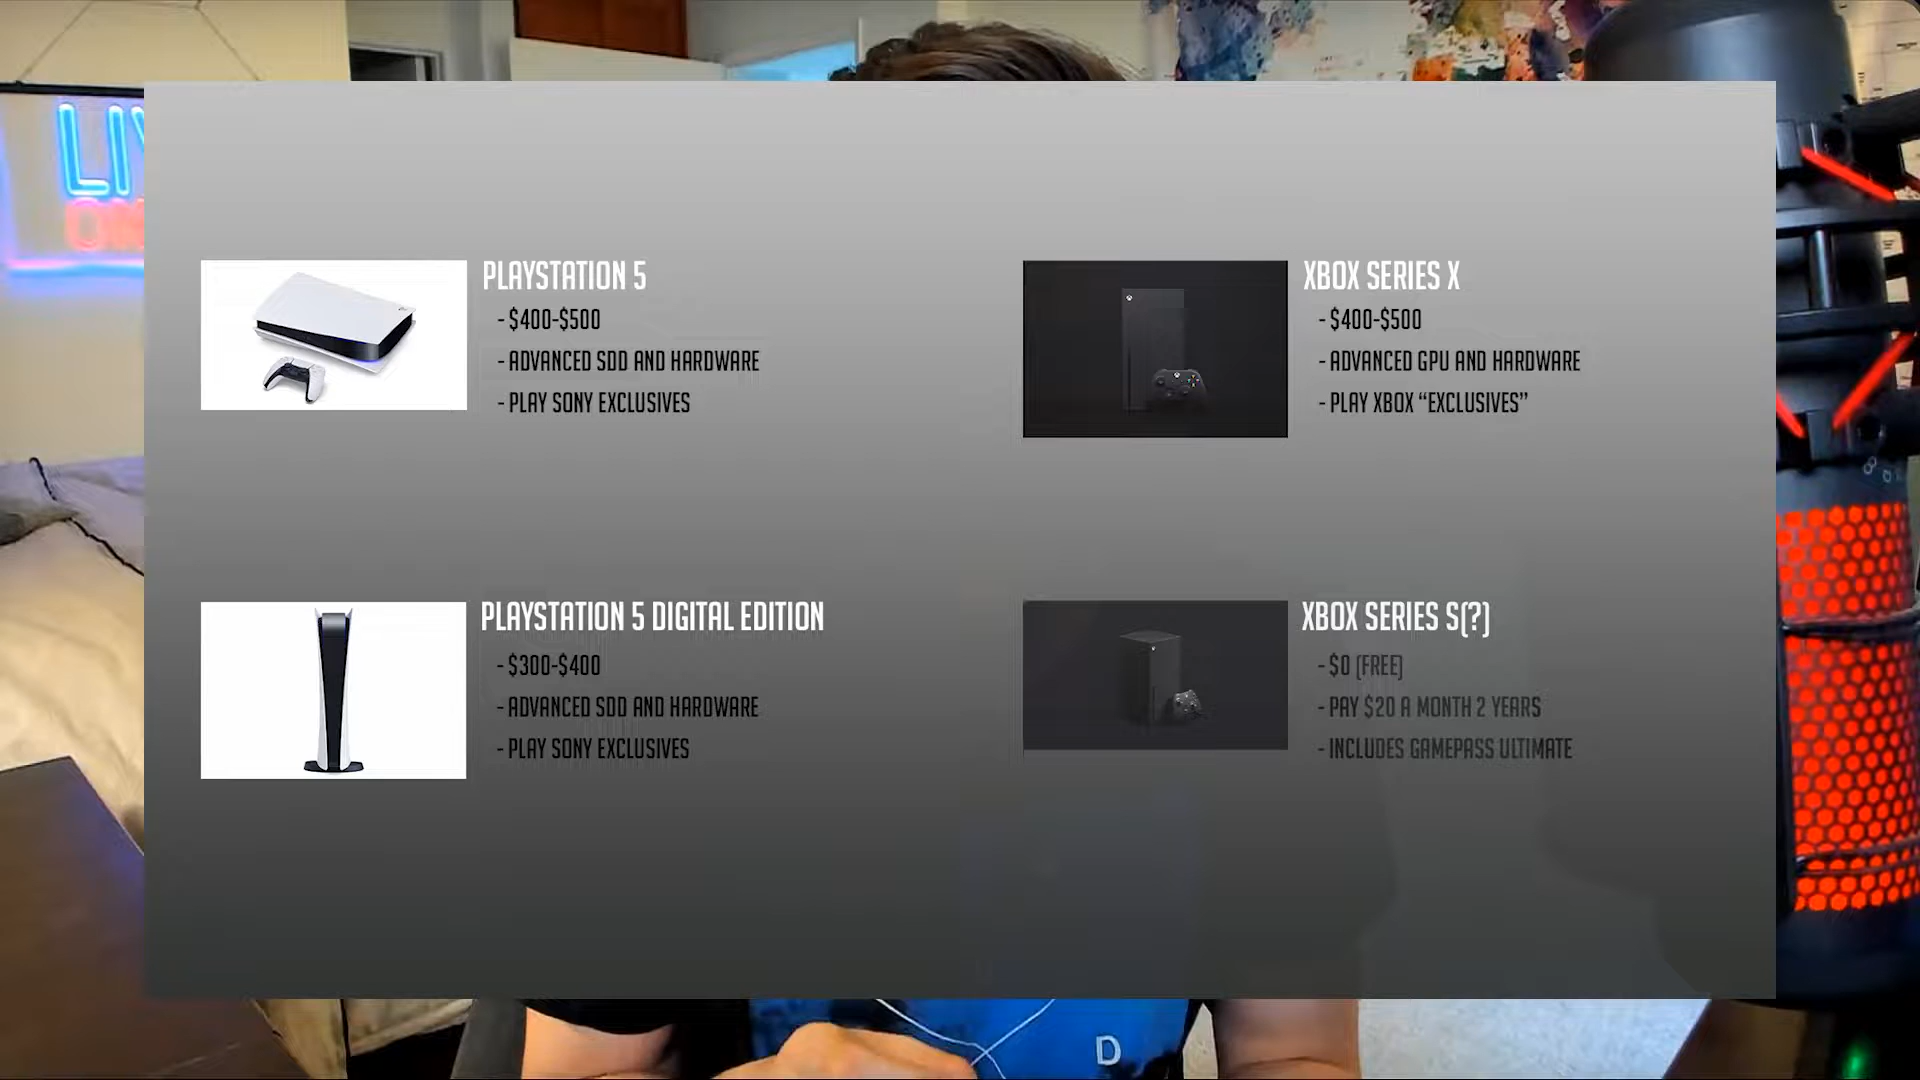 LIV
ON
PLAYSTATION 5
- $400-$500
- ADVANCED SDD AND HARDWARE
- PLAY SONY EXCLUSIVES
XBOX SERIES X
- $400-$500
- ADVANCED GPU AND HARDWARE
- PLAY XBOX “EXCLUSIVES”
PLAYSTATION 5 DIGITAL EDITION
- $300-$400
- ADVANCED SDD AND HARDWARE
- PLAY SONY EXCLUSIVES
XBOX SERIES S(?)
- $0 (FREE)
- PAY $20 A MONTH 2 YEARS
- INCLUDES GAMEPASS ULTIMATE
D